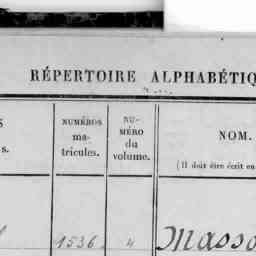 RÉPERTOIRE ALPHABÉTIQ
S
s.
NUMÉROS
ma-
tricules.
NU-
MÉRO
du
volume.
NOM.
(Il doit être écrit en
1536 4 Masso